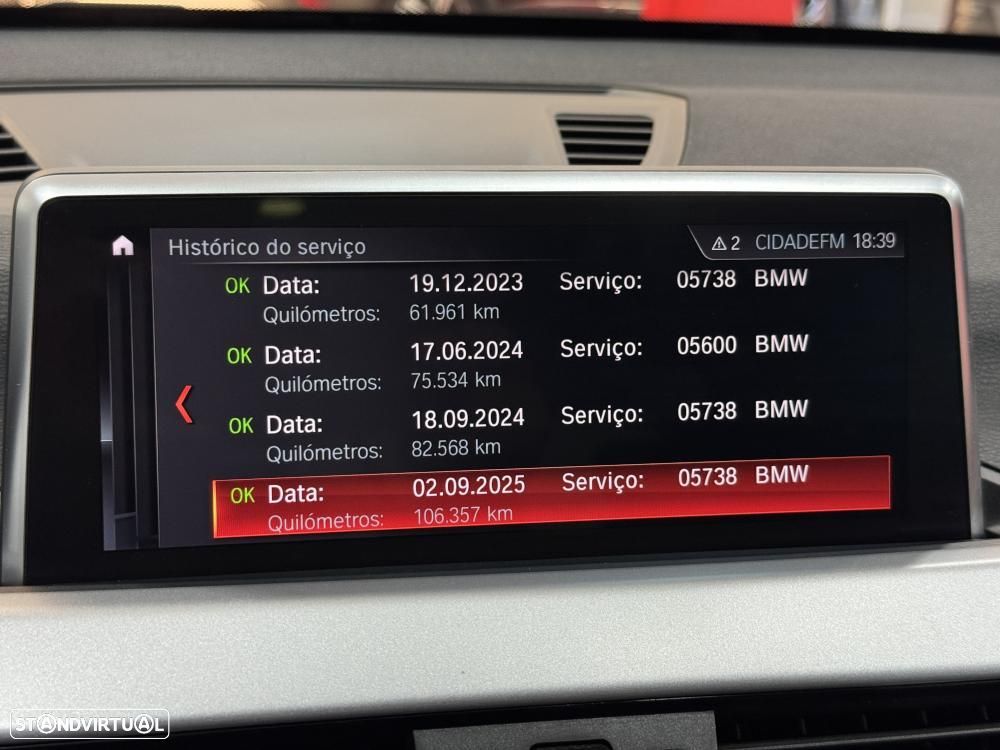 Histórico do serviço 2 CIDADEFM 18:39
OK Data: 19.12.2023 Serviço: 05738 BMW
Quilómetros: 61.961 km
OK Data: 17.06.2024 Serviço: 05600 BMW
Quilómetros: 75.534 km
OK Data: 18.09.2024 Serviço: 05738 BMW
Quilómetros: 82.568 km
OK Data: 02.09.2025 Serviço: 05738 BMW
Quilómetros: 106.357 km
STANDVIRTUAL